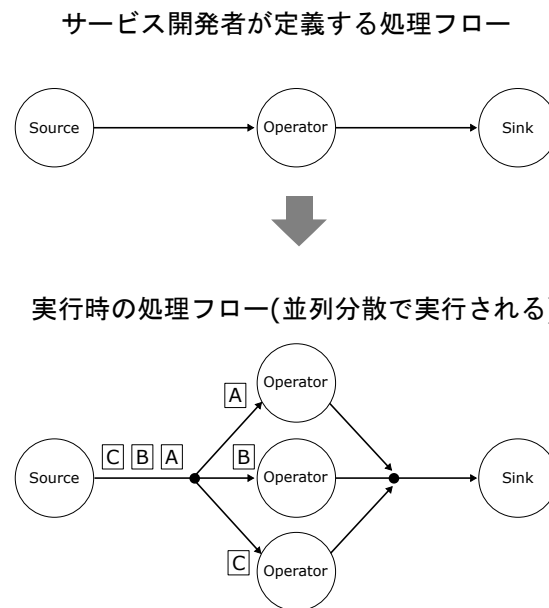 サービス開発者が定義する処理フロー
Source
Operator
Sink
実行時の処理フロー(並列分散で実行される)
Operator
A
C B A
B
Source
Operator
Sink
C
Operator